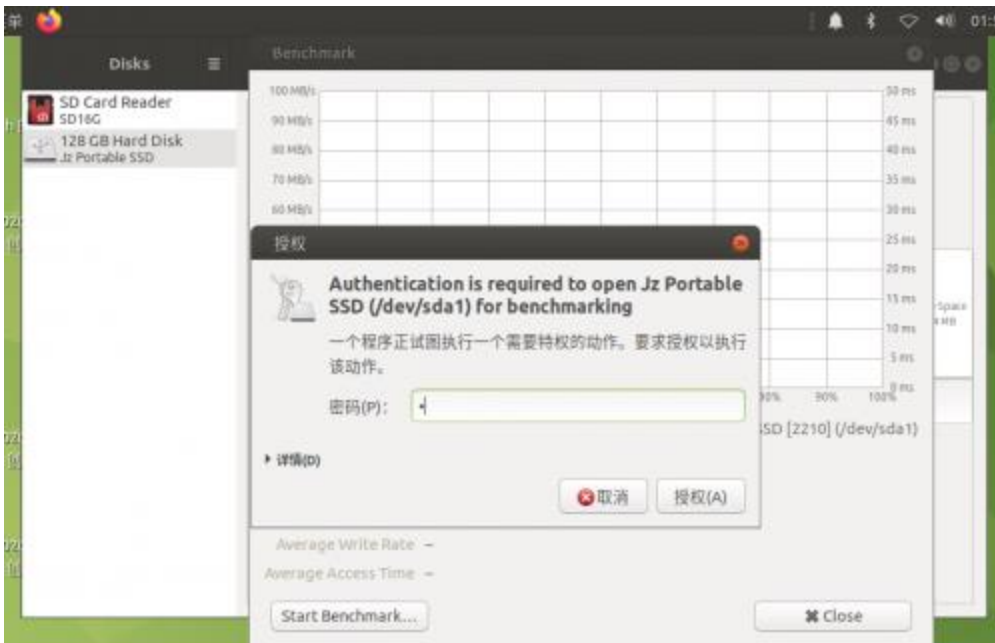 Disks
Benchmark
SD Card Reader
SD16G
128 GB Hard Disk
Jz Portable SSD
100 MB/s
90 MB/s
80 MB/s
70 MB/s
60 MB/s
50 ms
45 ms
40 ms
35 ms
30 ms
25 ms
20 ms
15 ms
10 ms
5 ms
0 ms
90%
100%
SSD [2210] (/dev/sda1)
授权
Authentication is required to open Jz Portable
SSD (/dev/sda1) for benchmarking
一个程序正试图执行一个需要特权的动作。要求授权以执行
该动作。
密码(P):
详情(D)
取消
授权(A)
Average Write Rate –
Average Access Time –
Start Benchmark...
Close